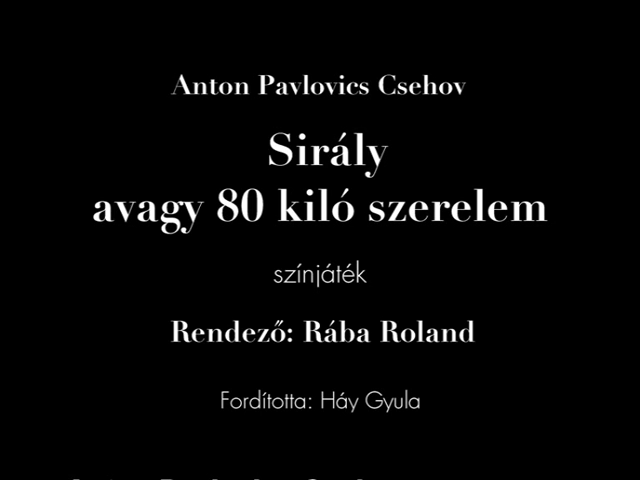 Anton Pavlovics Csehov
Sirály
avagy 80 kiló szerelem
színjáték
Rendező: Rába Roland
Fordította: Háy Gyula